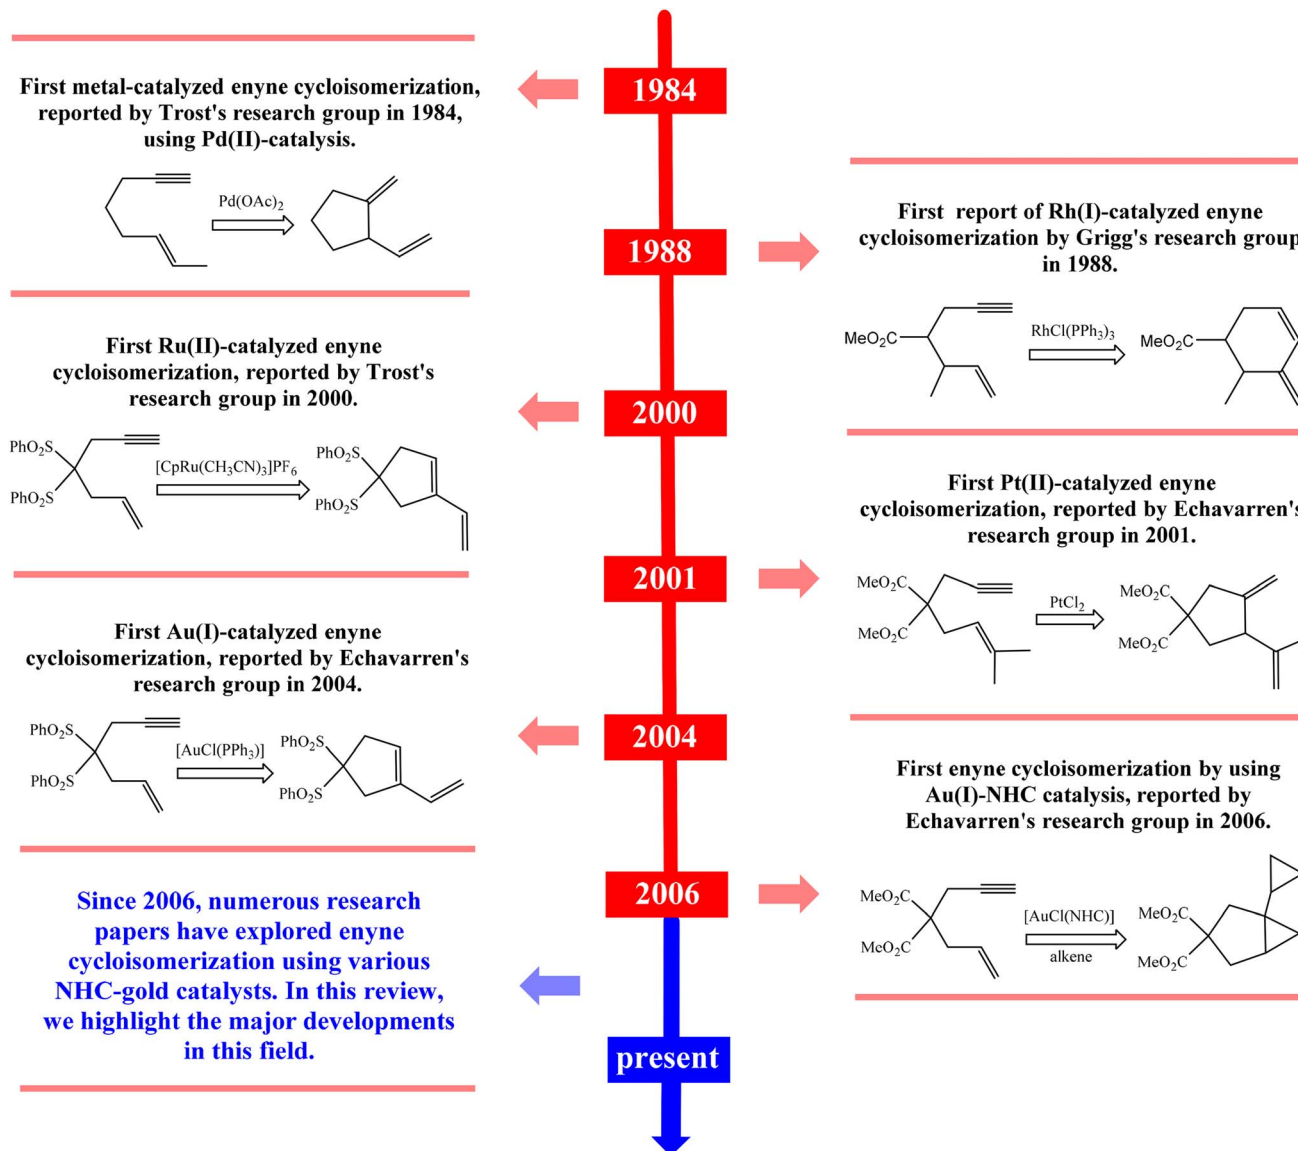 1984
First metal-catalyzed enyne cycloisomerization,
reported by Trost's research group in 1984,
using Pd(II)-catalysis.
Pd(OAc)2
1988
First report of Rh(I)-catalyzed enyne
cycloisomerization by Grigg's research group
in 1988.
MeO2C
RhCl(PPh3)3
MeO2C
2000
First Ru(II)-catalyzed enyne
cycloisomerization, reported by Trost's
research group in 2000.
PhO2S
PhO2S
[CpRu(CH3CN)3]PF6
PhO2S
PhO2S
2001
First Pt(II)-catalyzed enyne
cycloisomerization, reported by Echavarren's
research group in 2001.
MeO2C
MeO2C
PtCl2
MeO2C
MeO2C
2004
First Au(I)-catalyzed enyne
cycloisomerization, reported by Echavarren's
research group in 2004.
PhO2S
PhO2S
[AuCl(PPh3)]
PhO2S
PhO2S
2006
First enyne cycloisomerization by using
Au(I)-NHC catalysis, reported by
Echavarren's research group in 2006.
MeO2C
MeO2C
[AuCl(NHC)]
alkene
MeO2C
MeO2C
Since 2006, numerous research
papers have explored enyne
cycloisomerization using various
NHC-gold catalysts. In this review,
we highlight the major developments
in this field.
present